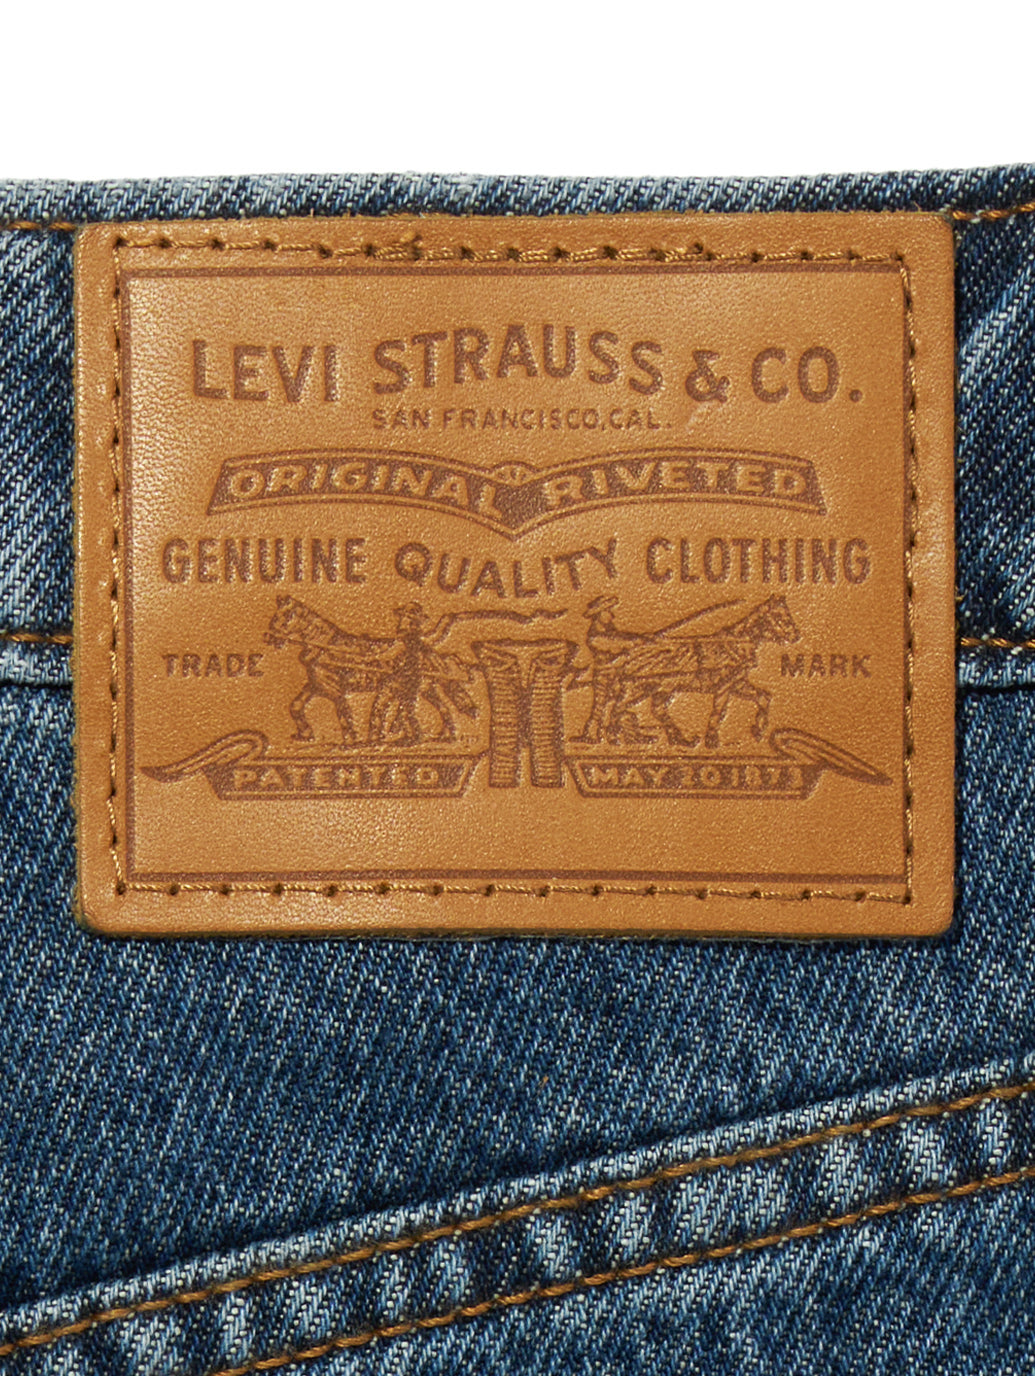 LEVI STRAUSS & CO.
SAN FRANCISCO, CAL.
ORIGINAL RIVETED
GENUINE QUALITY CLOTHING
TRADE MARK
PATENTED MAY 20 1873